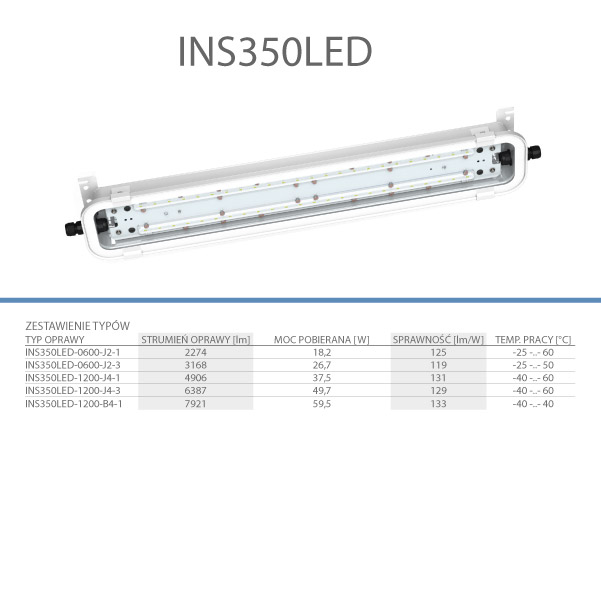 INS350LED
ZESTAWIENIE TYPÓW
TYP OPRAWY STRUMIEŃ OPRAWY [lm] MOC POBIERANA [W] SPRAWNOŚĆ [lm/W] TEMP. PRACY [°C]
INS350LED-0600-J2-1 2274 18,2 125 -25 -..- 60
INS350LED-0600-J2-3 3168 26,7 119 -25 -..- 50
INS350LED-1200-J4-1 4906 37,5 131 -40 -..- 60
INS350LED-1200-J4-3 6387 49,7 129 -40 -..- 60
INS350LED-1200-B4-1 7921 59,5 133 -40 -..- 40